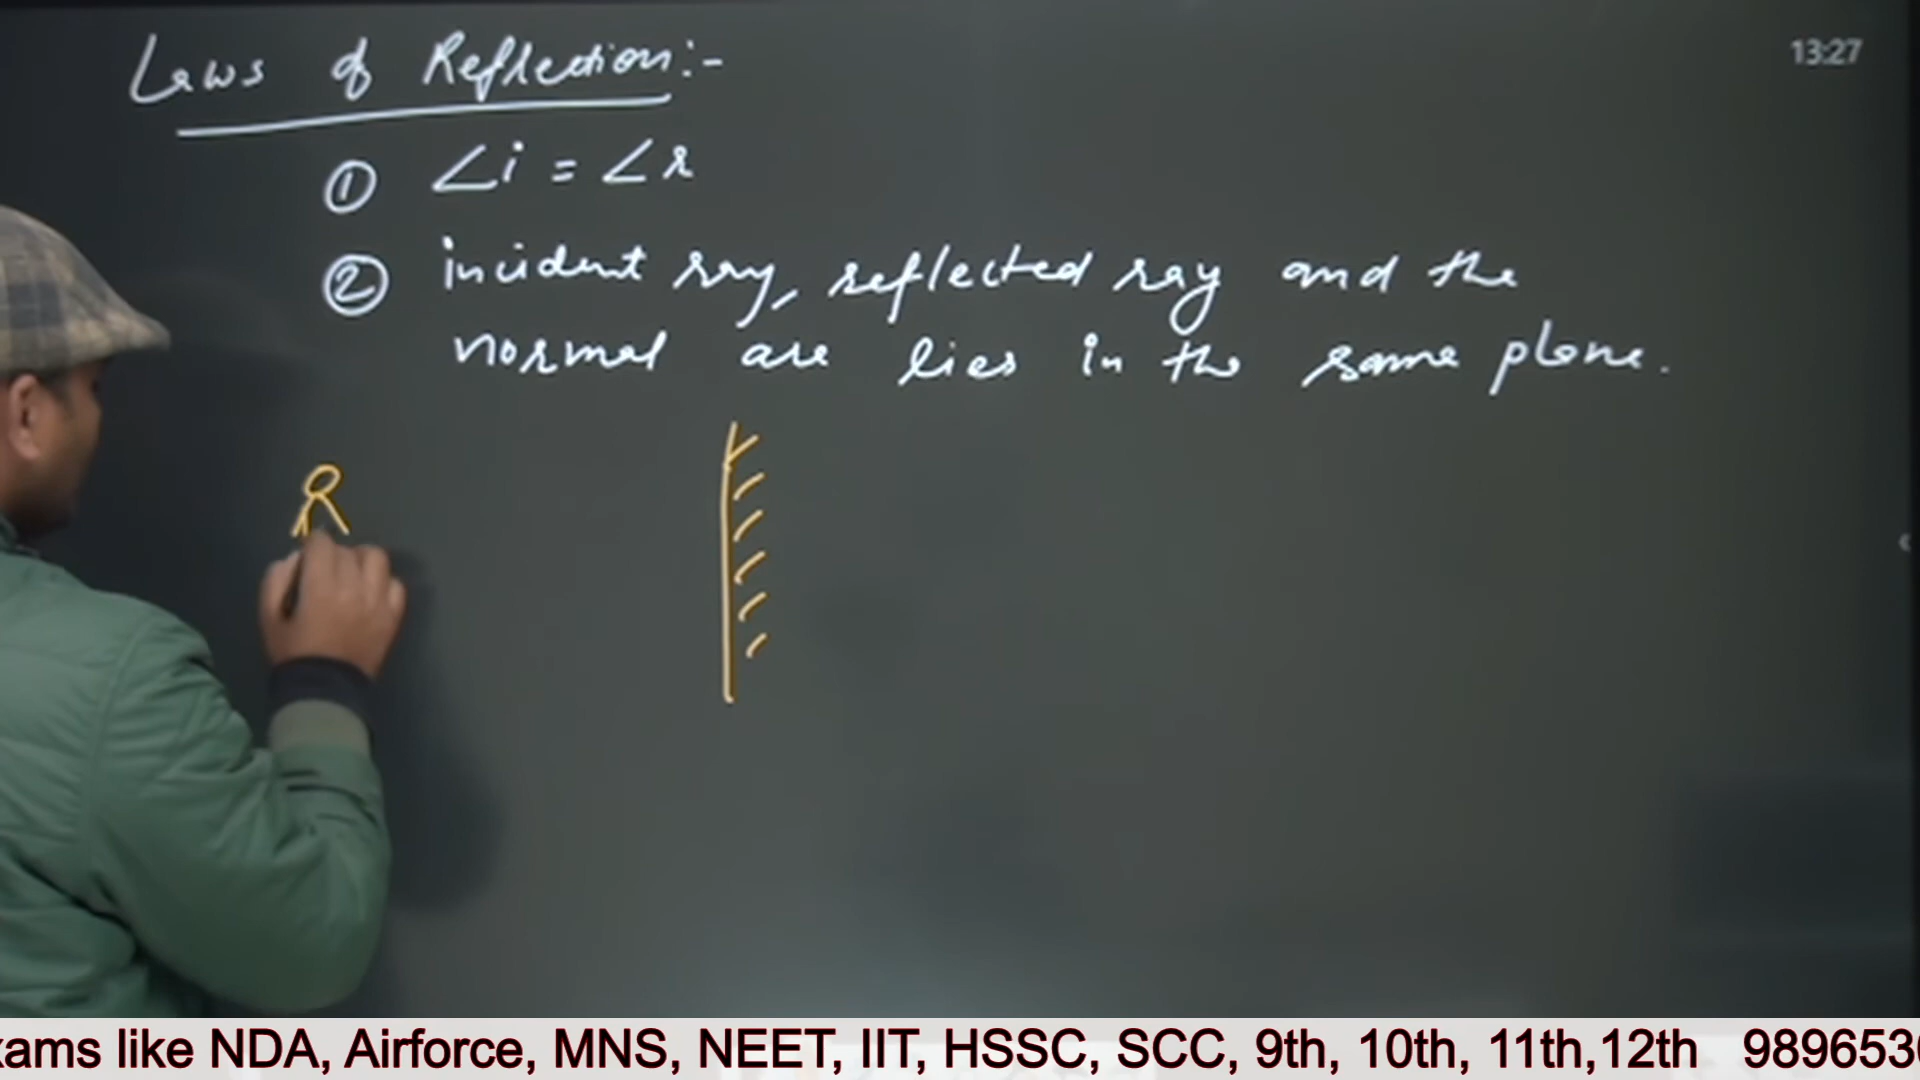 Laws of Reflection:-
13:27
① ∠i = ∠r
② incident ray, reflected ray and the
normal are lies in the same plane.
xams like NDA, Airforce, MNS, NEET, IIT, HSSC, SCC, 9th, 10th, 11th,12th 989653